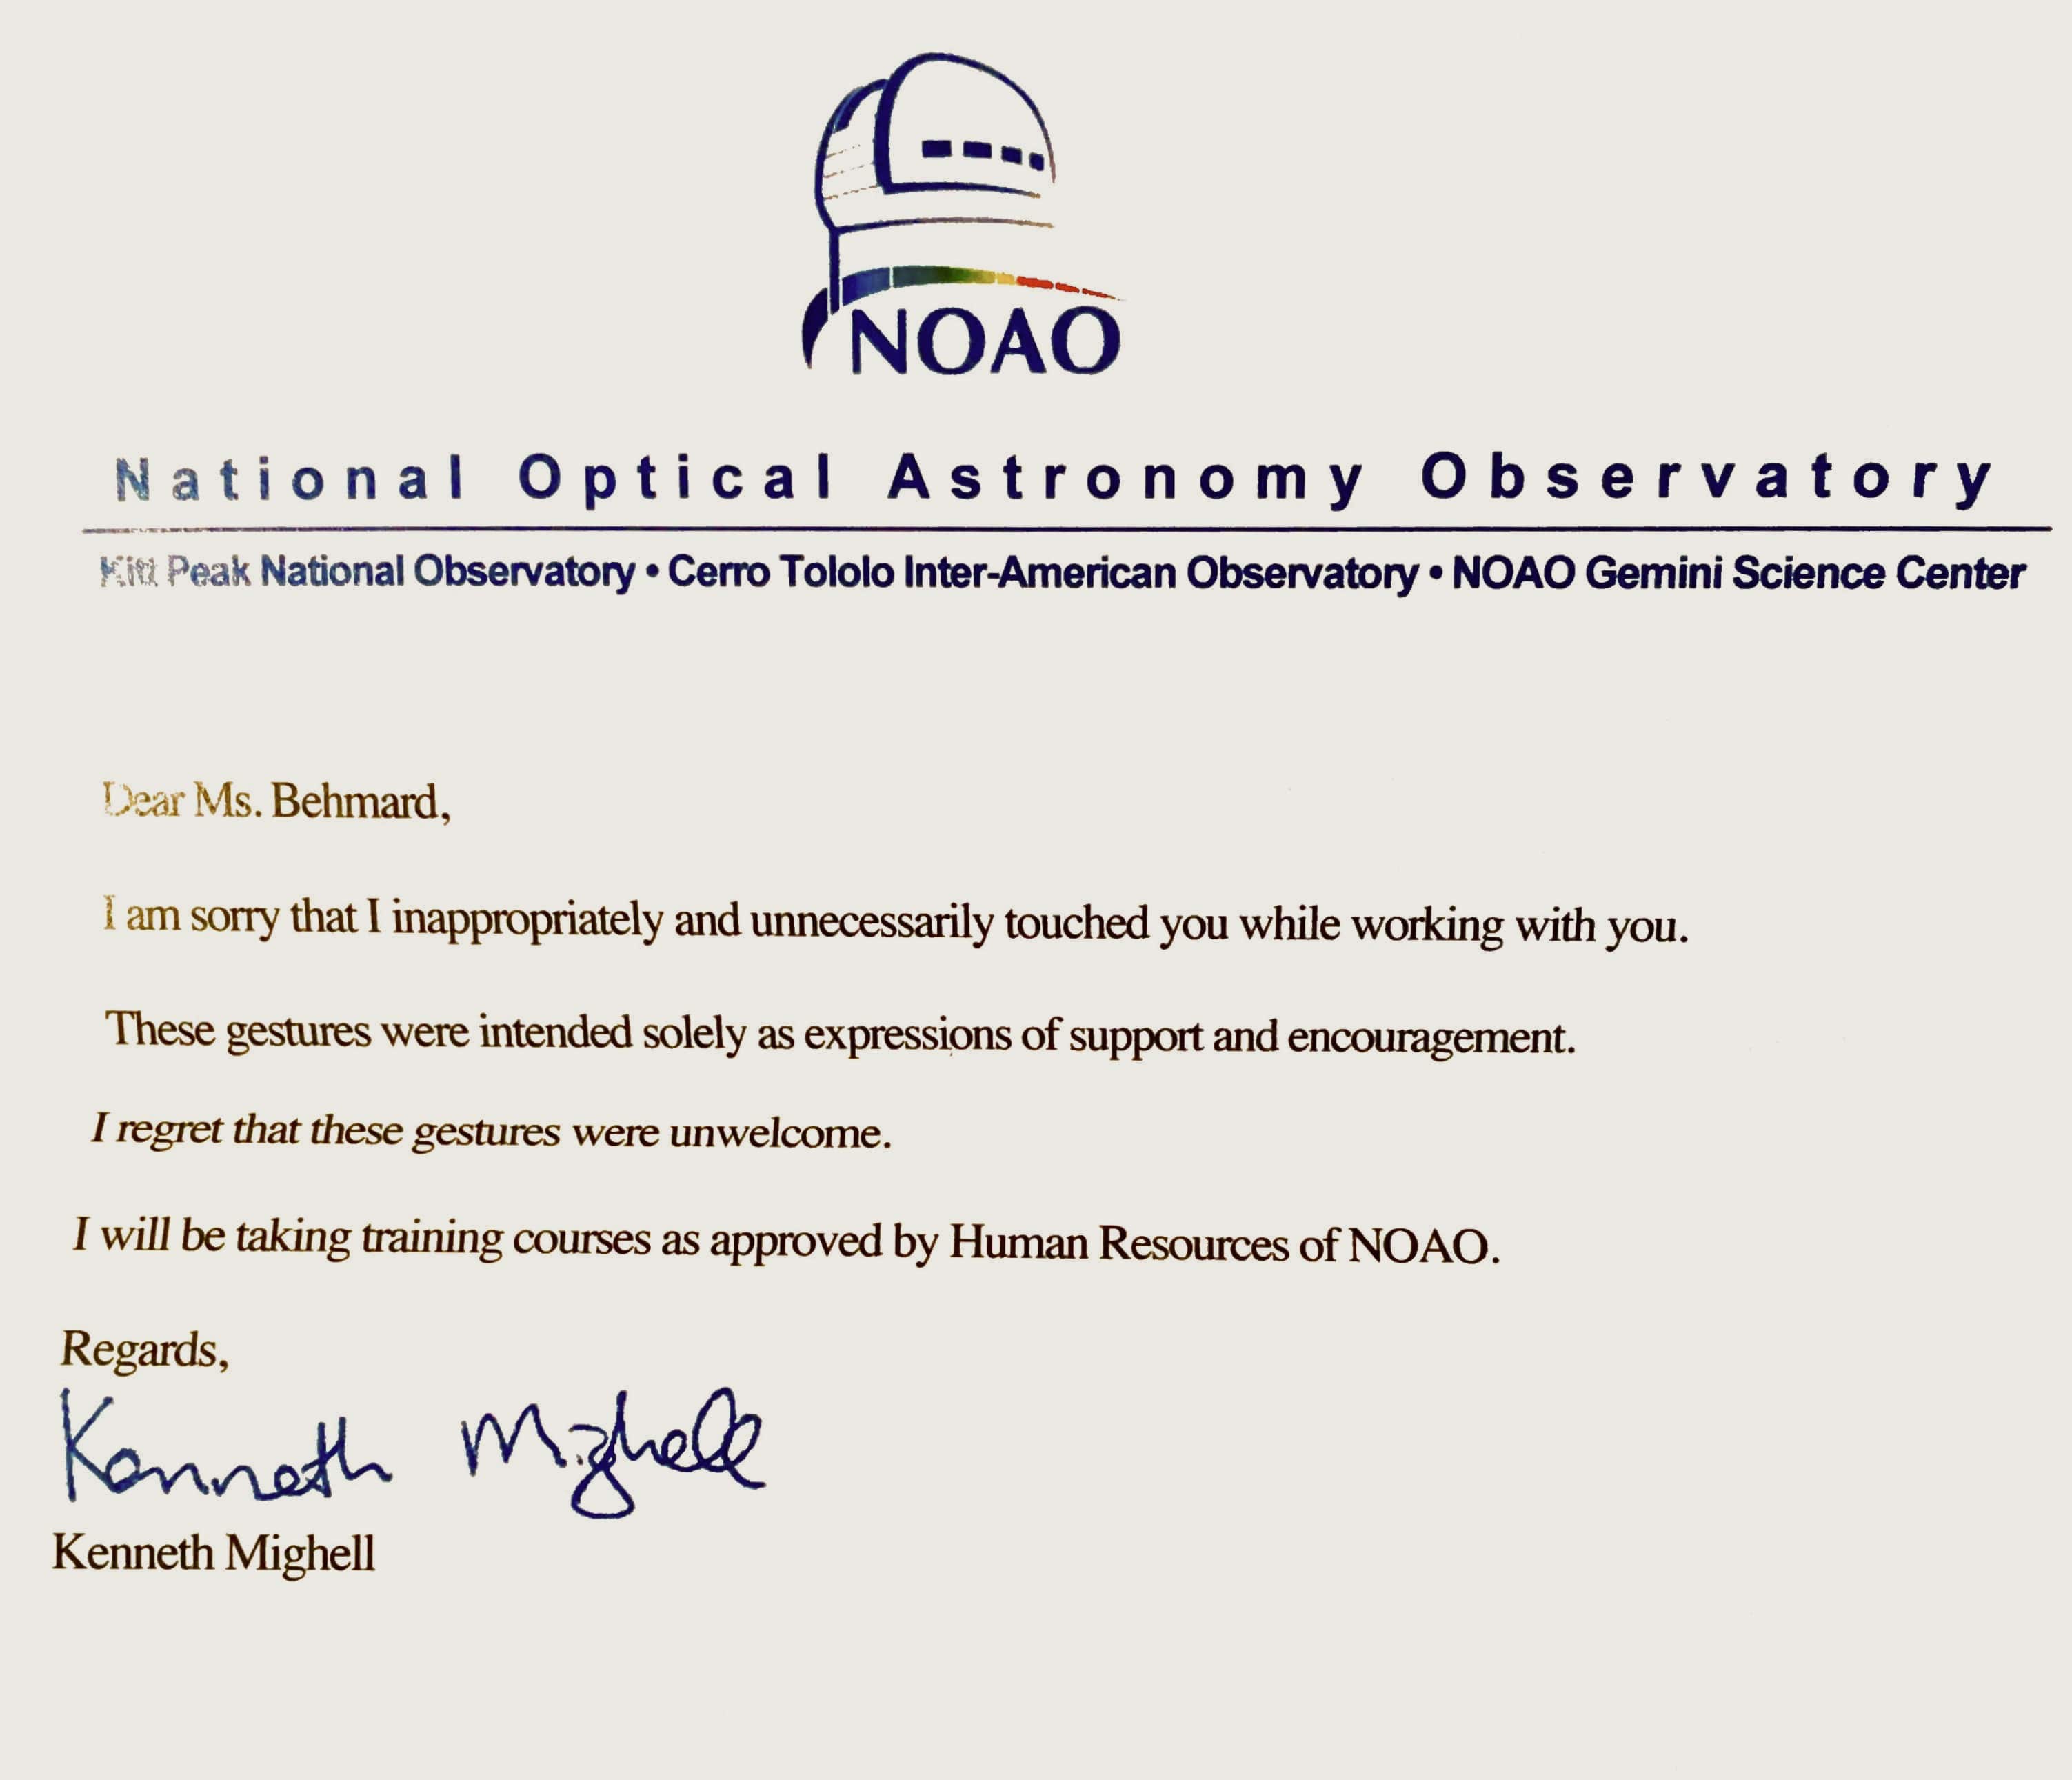 NOAO
National Optical Astronomy Observatory
Kitt Peak National Observatory • Cerro Tololo Inter-American Observatory • NOAO Gemini Science Center
Dear Ms. Behmard,
I am sorry that I inappropriately and unnecessarily touched you while working with you.
These gestures were intended solely as expressions of support and encouragement.
I regret that these gestures were unwelcome.
I will be taking training courses as approved by Human Resources of NOAO.
Regards,
Kenneth Mighell
Kenneth Mighell